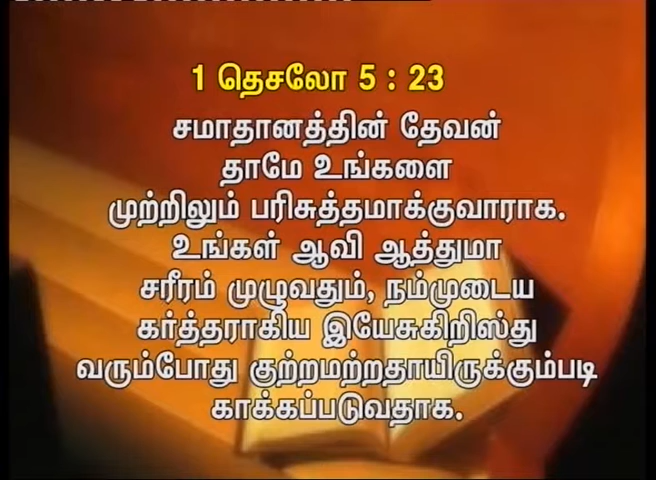 1 தெசலோ 5 : 23
சமாதானத்தின் தேவன்
தாமே உங்களை
முற்றிலும் பரிசுத்தமாக்குவாராக.
உங்கள் ஆவி ஆத்துமா
சரீரம் முழுவதும், நம்முடைய
கர்த்தராகிய இயேசுகிறிஸ்து
வரும்போது குற்றமற்றதாயிருக்கும்படி
காக்கப்படுவதாக.